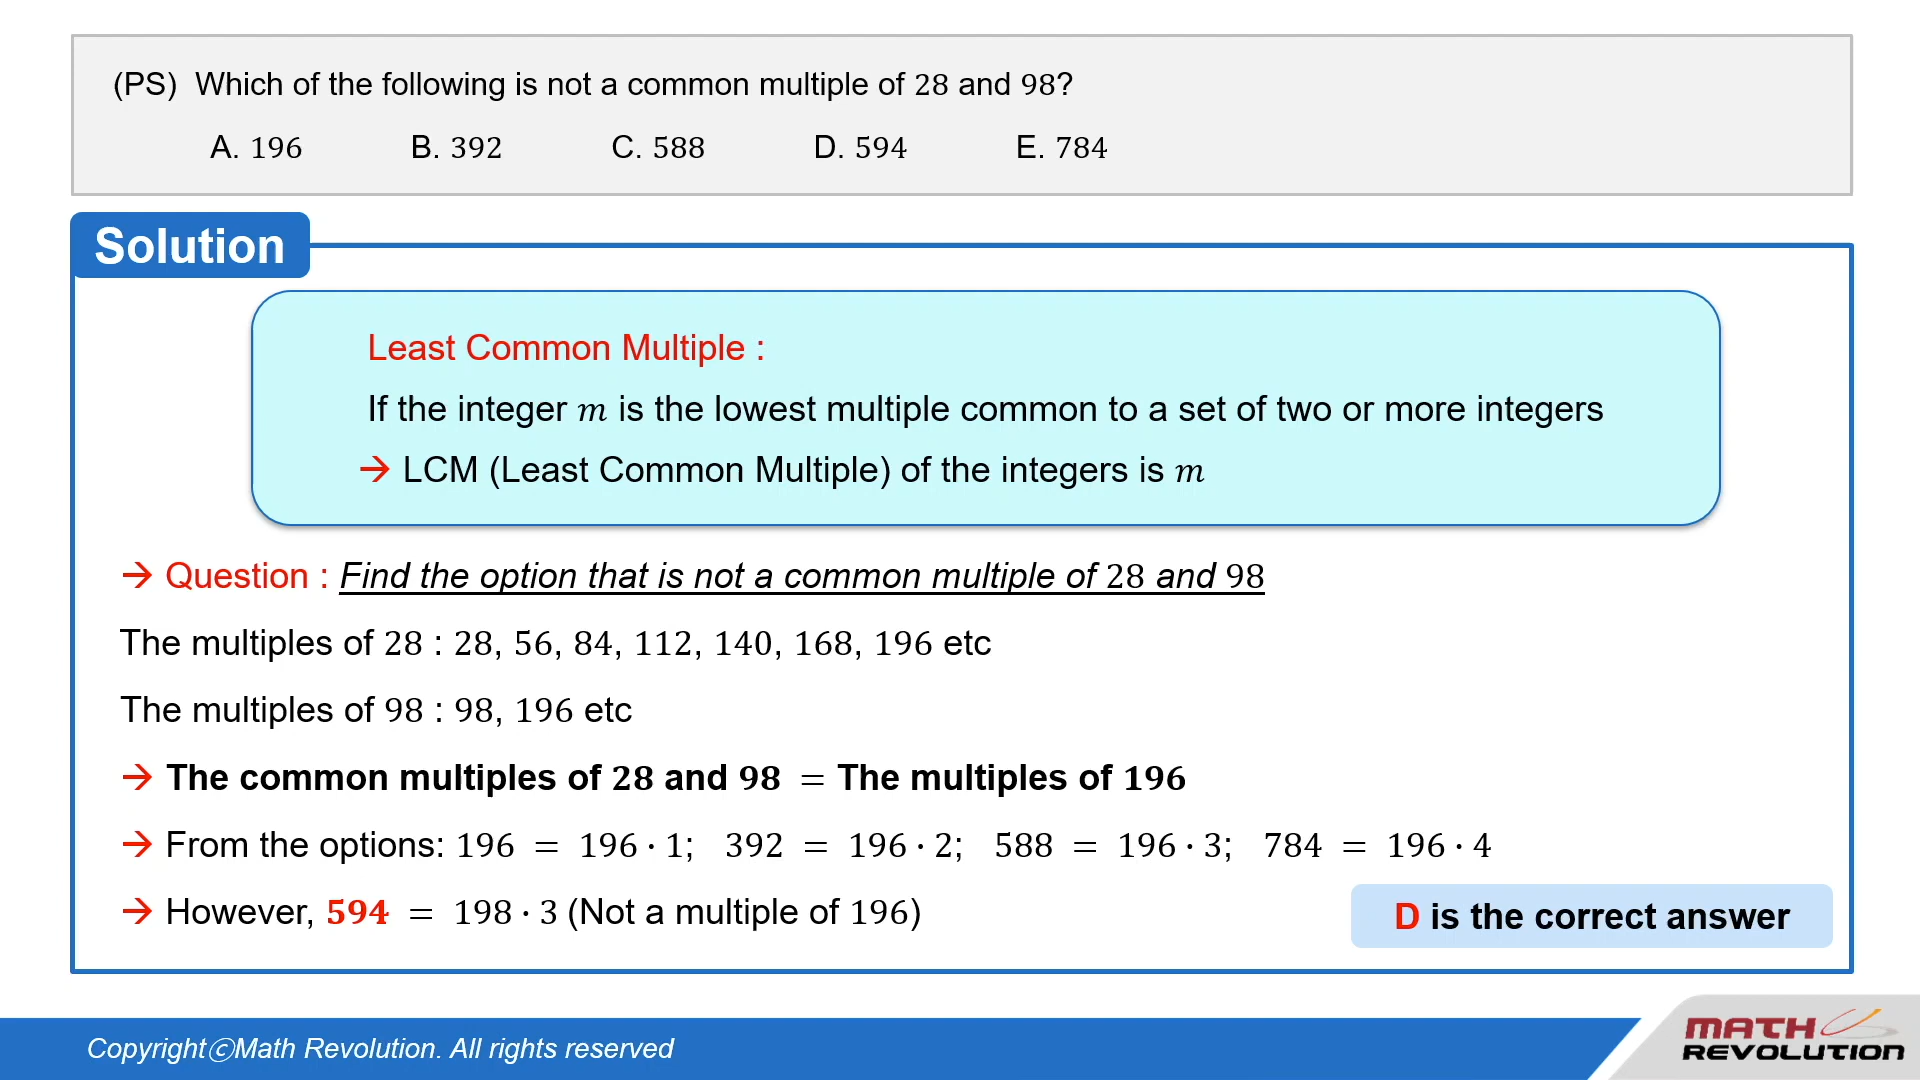 (PS) Which of the following is not a common multiple of 28 and 98?
A. 196 B. 392 C. 588 D. 594 E. 784
Solution
Least Common Multiple :
If the integer m is the lowest multiple common to a set of two or more integers
→ LCM (Least Common Multiple) of the integers is m
→ Question : Find the option that is not a common multiple of 28 and 98
The multiples of 28 : 28, 56, 84, 112, 140, 168, 196 etc
The multiples of 98 : 98, 196 etc
→ The common multiples of 28 and 98 = The multiples of 196
→ From the options: 196 = 196 · 1; 392 = 196 · 2; 588 = 196 · 3; 784 = 196 · 4
→ However, 594 = 198 · 3 (Not a multiple of 196)
D is the correct answer
CopyrightⓒMath Revolution. All rights reserved
MATH
REVOLUTION